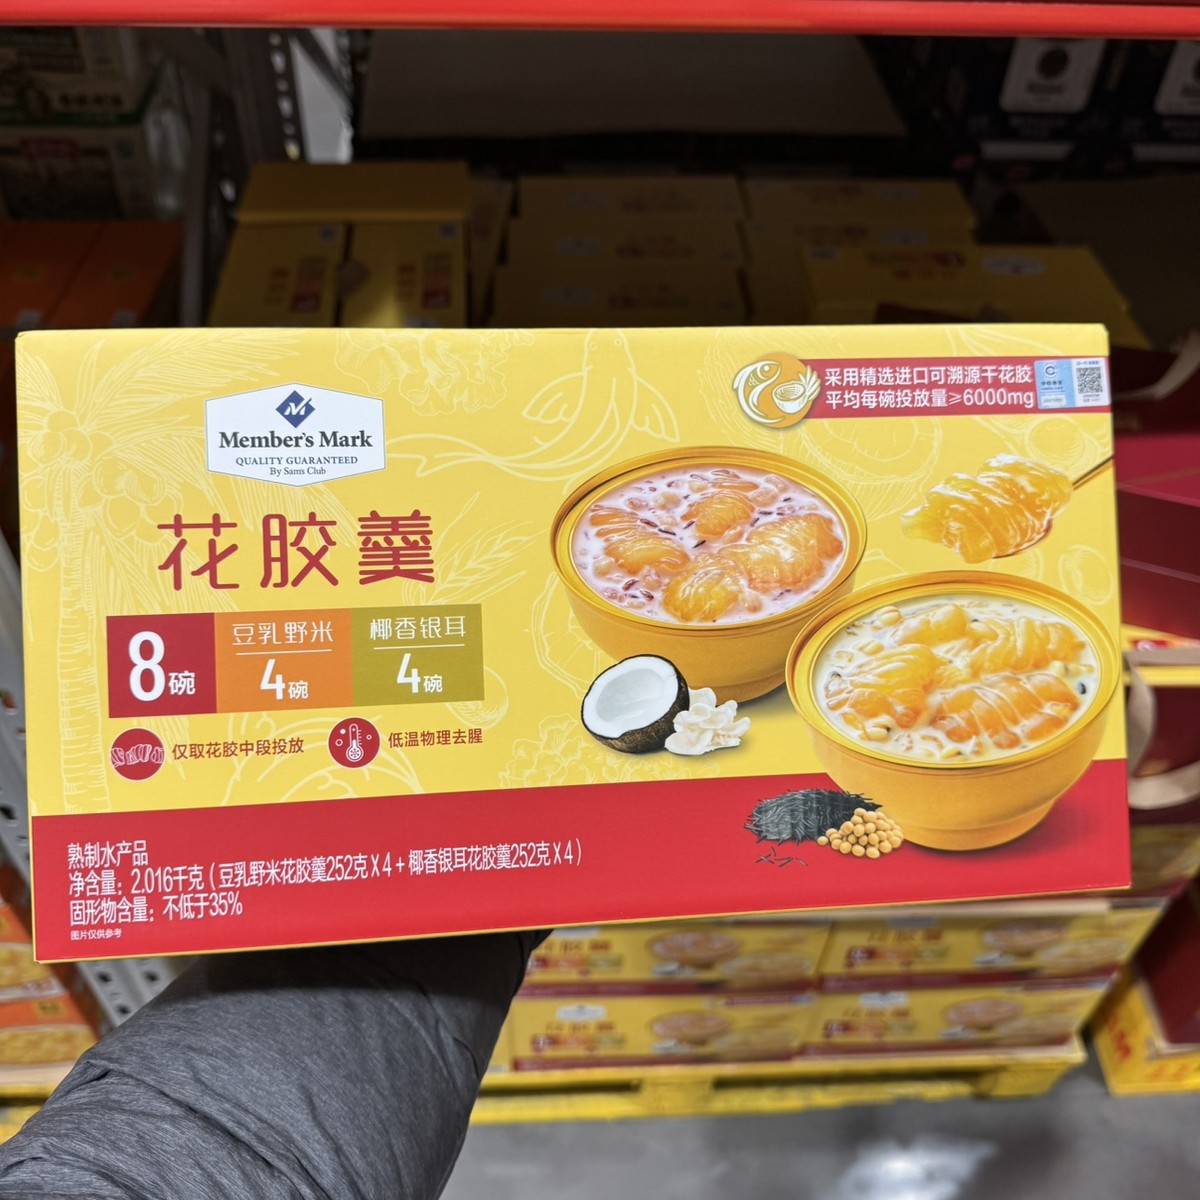 采用精选进口可溯源干花胶
平均每碗投放量≥6000mg
Member's Mark
QUALITY GUARANTEED
By Sam's Club
花胶羹
8碗
豆乳野米
4碗
椰香银耳
4碗
仅取花胶中段投放
低温物理去腥
熟制水产品
净含量：2.016千克（豆乳野米花胶羹252克X4+椰香银耳花胶羹252克X4）
固形物含量：不低于35%
图片仅供参考